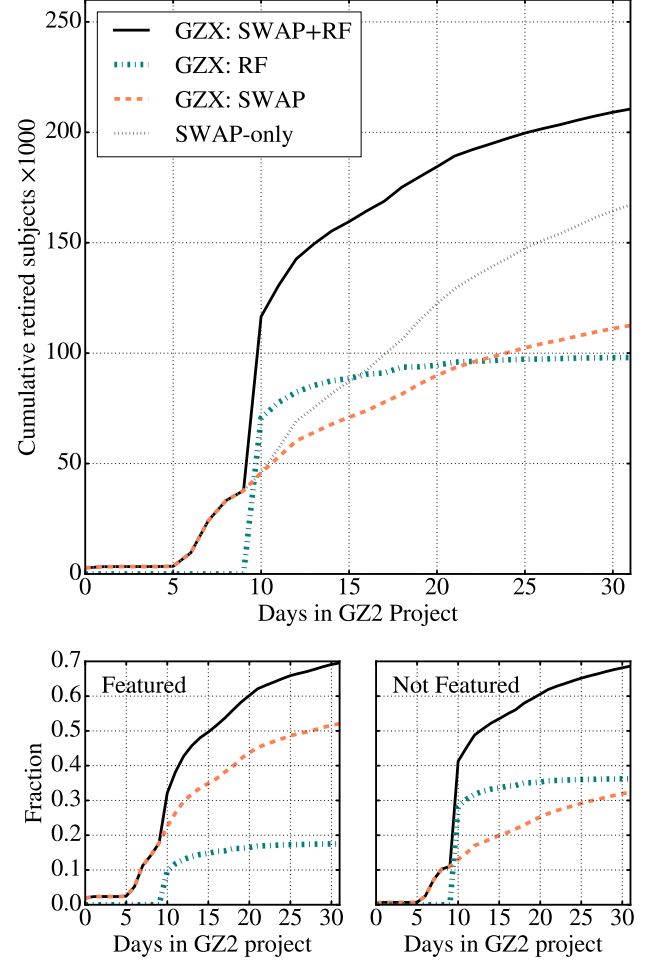 250
200
150
100
50
0
Cumulative retired subjects ×1000
GZX: SWAP+RF
GZX: RF
GZX: SWAP
SWAP-only
0 5 10 15 20 25 30
Days in GZ2 Project
0.7
0.6
0.5
0.4
0.3
0.2
0.1
0.0
Fraction
Featured
0 5 10 15 20 25 30
Days in GZ2 project
Not Featured
0 5 10 15 20 25 30
Days in GZ2 project